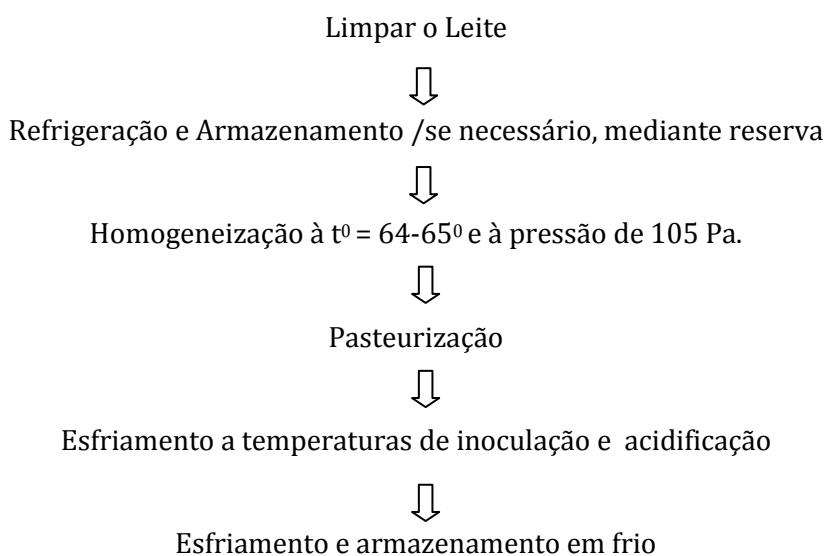 Limpar o Leite
Refrigeração e Armazenamento /se necessário, mediante reserva
Homogeneização à t⁰ = 64-65⁰ e à pressão de 105 Pa.
Pasteurização
Esfriamento a temperaturas de inoculação e acidificação
Esfriamento e armazenamento em frio